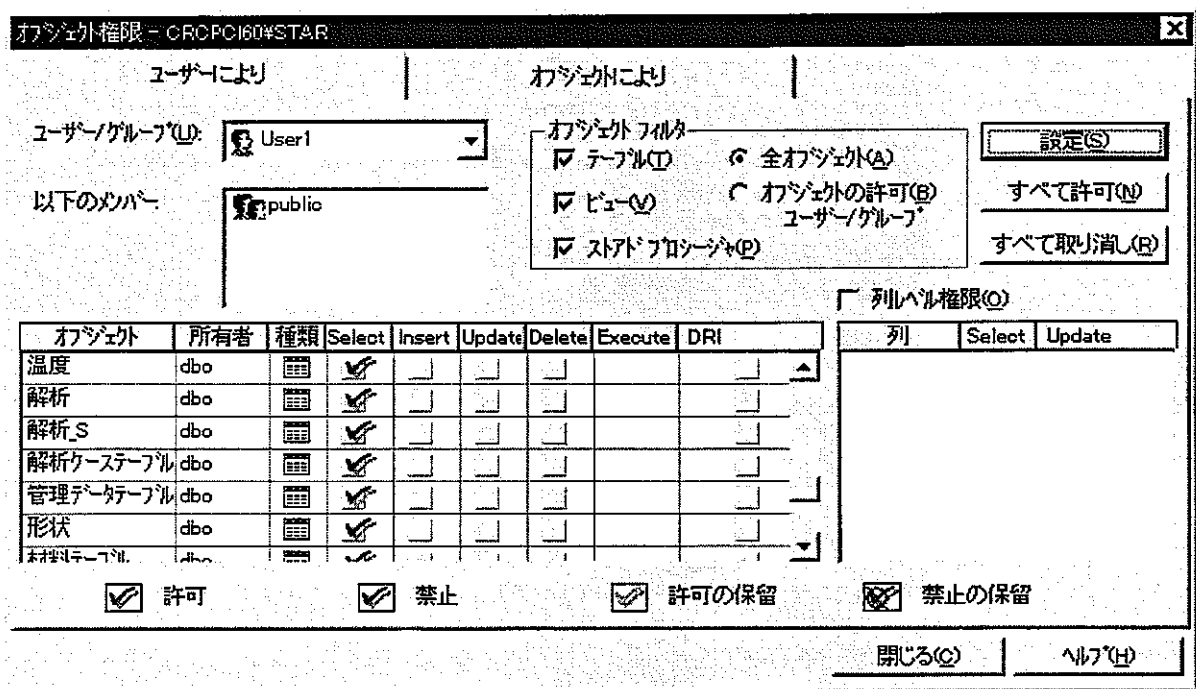 オブジェクト権限 - CRCPCI60¥STAR
ユーザーにより
オブジェクトにより
ユーザー/グループ(U):
User1
オブジェクト フィルタ
テーブル(T)
全オブジェクト(A)
設定(S)
以下のメンバー:
public
ビュー(V)
オブジェクトの許可(B)
ユーザー/グループ
すべて許可(N)
ストアド プロシージャ(P)
すべて取り消し(R)
列レベル権限(O)
オブジェクト 所有者 種類 Select Insert Update Delete Execute DRI
列 Select Update
温度 dbo
解析 dbo
解析_S dbo
解析ケーステーブル dbo
管理データテーブル dbo
形状 dbo
材料テーブル dbo
許可 禁止 許可の保留 禁止の保留
閉じる(C) ヘルプ(H)